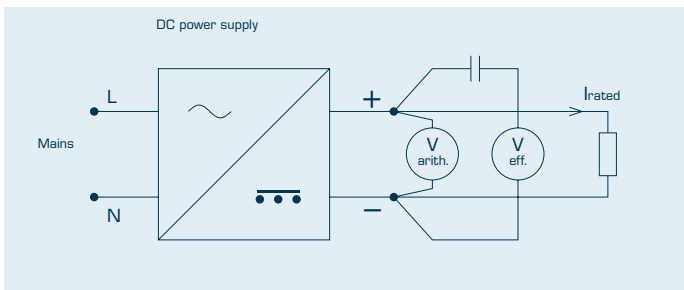 DC power supply
L
Mains
N
+
−
V
arith.
V
eff.
Irated